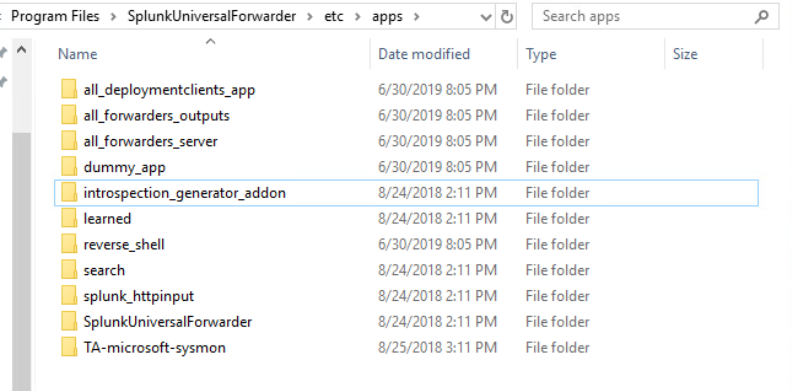 Program Files > SplunkUniversalForwarder > etc > apps > Search apps
Name Date modified Type Size
all_deploymentclients_app 6/30/2019 8:05 PM File folder
all_forwarders_outputs 6/30/2019 8:05 PM File folder
all_forwarders_server 6/30/2019 8:05 PM File folder
dummy_app 6/30/2019 8:05 PM File folder
introspection_generator_addon 8/24/2018 2:11 PM File folder
learned 8/24/2018 2:11 PM File folder
reverse_shell 6/30/2019 8:05 PM File folder
search 8/24/2018 2:11 PM File folder
splunk_httpinput 8/24/2018 2:11 PM File folder
SplunkUniversalForwarder 8/24/2018 2:11 PM File folder
TA-microsoft-sysmon 8/25/2018 3:11 PM File folder